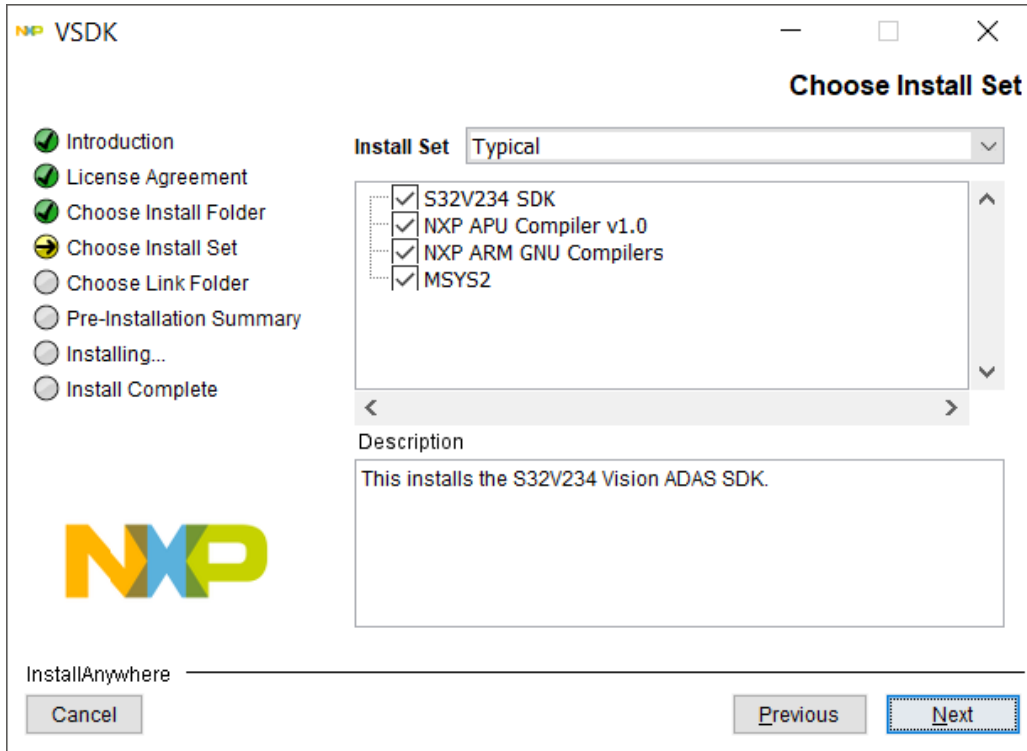 NXP VSDK
Choose Install Set
Introduction
License Agreement
Choose Install Folder
Choose Install Set
Choose Link Folder
Pre-Installation Summary
Installing...
Install Complete
Install Set Typical
S32V234 SDK
NXP APU Compiler v1.0
NXP ARM GNU Compilers
MSYS2
Description
This installs the S32V234 Vision ADAS SDK.
NXP
InstallAnywhere
Cancel Previous Next